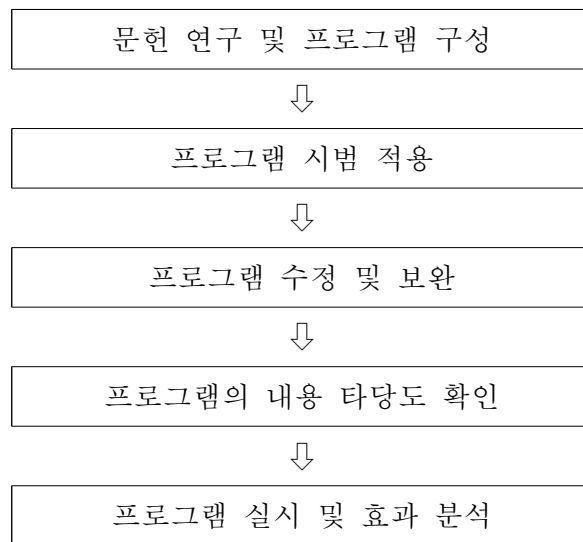 문헌 연구 및 프로그램 구성
⇩
프로그램 시범 적용
⇩
프로그램 수정 및 보완
⇩
프로그램의 내용 타당도 확인
⇩
프로그램 실시 및 효과 분석